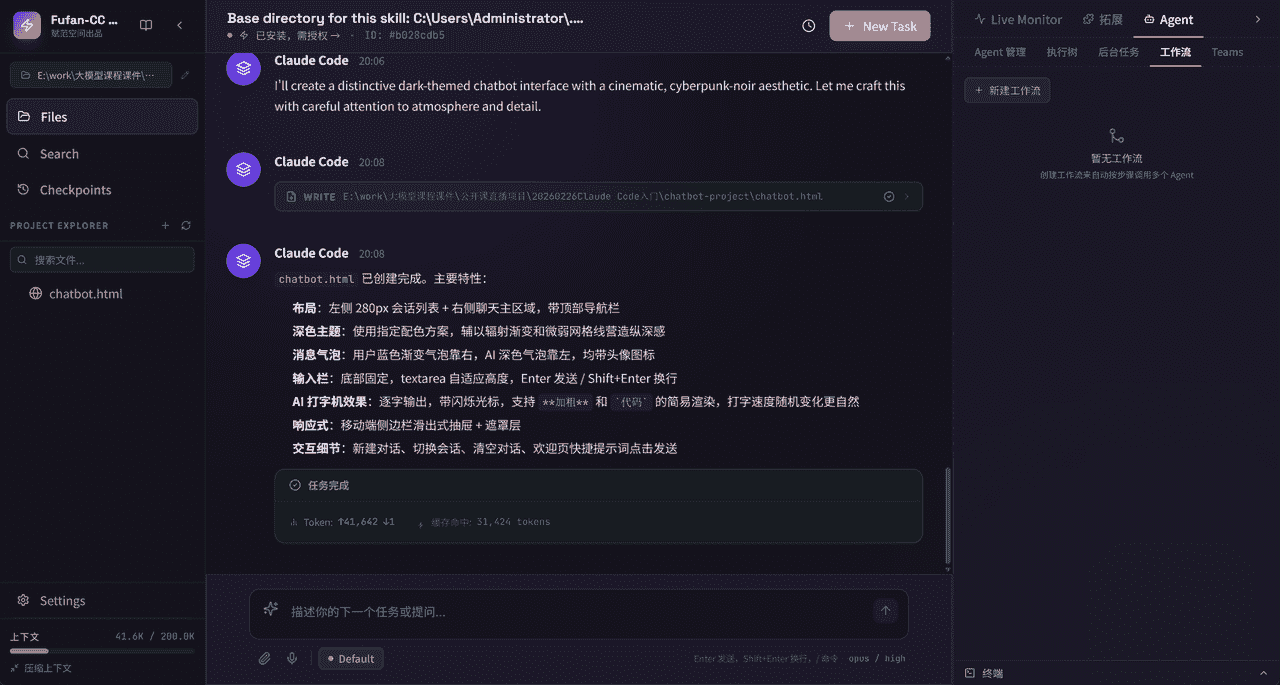 Fufan-CC ...
赋范空间出品
E:\work\大模型课程课件\···
Files
Search
Checkpoints
PROJECT EXPLORER
搜索文件...
chatbot.html
Settings
上下文 41.6K / 200.0K
压缩上下文
Base directory for this skill: C:\Users\Administrator\....
已安装，需授权 → · ID: #b028cdb5
+ New Task
Claude Code 20:06
I'll create a distinctive dark-themed chatbot interface with a cinematic, cyberpunk-noir aesthetic. Let me craft this
with careful attention to atmosphere and detail.
Claude Code 20:08
WRITE E:\work\大模型课程课件\公开课直播项目\20260226Claude Code入门\chatbot-project\chatbot.html
Claude Code 20:08
chatbot.html 已创建完成。主要特性：
布局：左侧 280px 会话列表 + 右侧聊天主区域，带顶部导航栏
深色主题：使用指定配色方案，辅以辐射渐变和微弱网格线营造纵深感
消息气泡：用户蓝色渐变气泡靠右，AI 深色气泡靠左，均带头像图标
输入栏：底部固定，textarea 自适应高度，Enter 发送 / Shift+Enter 换行
AI 打字机效果：逐字输出，带闪烁光标，支持 **加粗** 和 `代码` 的简易渲染，打字速度随机变化更自然
响应式：移动端侧边栏滑出式抽屉 + 遮罩层
交互细节：新建对话、切换会话、清空对话、欢迎页快捷提示词点击发送
任务完成
Token: ↑41,642 ↓1 缓存命中: 31,424 tokens
描述你的下一个任务或提问...
Default
Enter 发送，Shift+Enter 换行，/ 命令 opus / high
Live Monitor 拓展 Agent
Agent 管理 执行树 后台任务 工作流 Teams
+ 新建工作流
暂无工作流
创建工作流来自动按步骤调用多个 Agent
终端